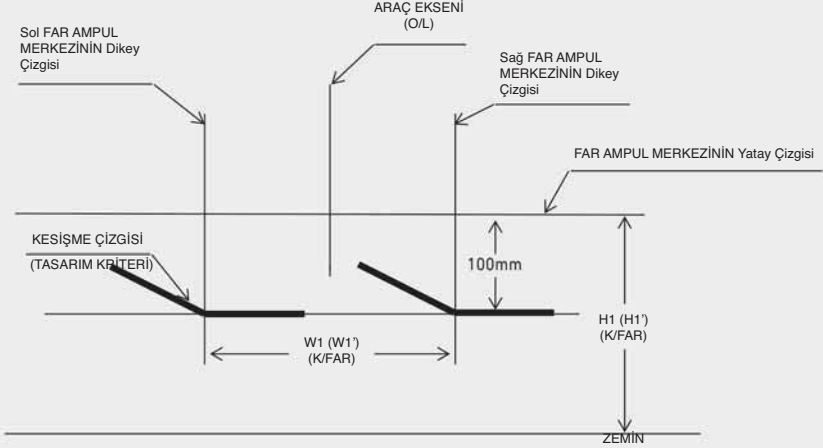 ARAÇ EKSENİ
(O/L)
Sol FAR AMPUL
MERKEZİNİN Dikey
Çizgisi
Sağ FAR AMPUL
MERKEZİNİN Dikey
Çizgisi
FAR AMPUL MERKEZİNİN Yatay Çizgisi
KESİŞME ÇİZGİSİ
(TASARIM KRİTERİ)
100mm
H1 (H1')
(K/FAR)
W1 (W1')
(K/FAR)
ZEMİN